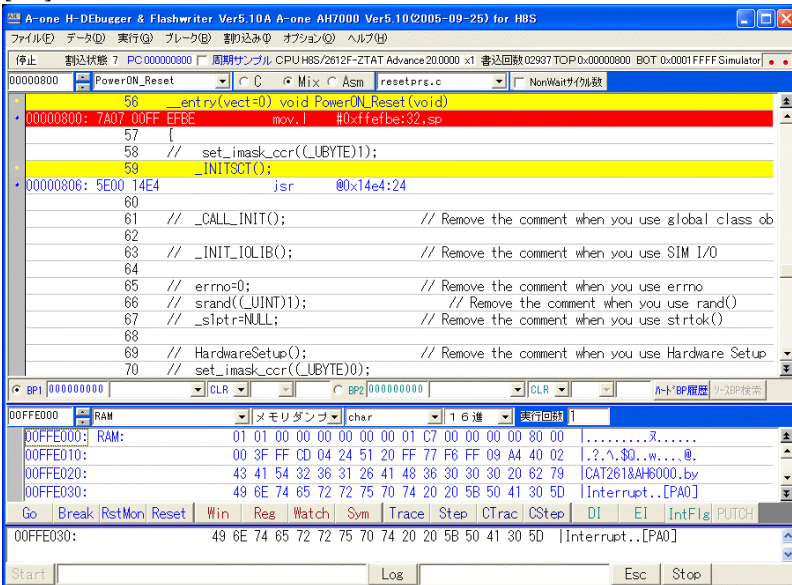 A-one H-DEbugger & Flashwriter Ver5.10A A-one AH7000 Ver5.10(2005-09-25) for H8S
ファイル(F) データ(D) 実行(G) ブレーク(B) 割り込み(I) オプション(O) ヘルプ(H)
停止 割込状態 7 PC 00000800 周期サンプル CPU H8S/2612F-ZTAT Advance 20.0000 ×1 書込回数 02937 TOP 0x00000800 BOT 0x0001FFFF Simulator
00000800 PowerON_Reset C Mix Asm resetprg.c NonWaitサイクル数
56 __entry(vect=0) void PowerON_Reset(void)
00000800: 7A07 00FF EFBE mov.l #0xffefbe:32,sp
57 {
58 // set_imask_ccr((_UBYTE)1);
59 _INITSCT();
00000806: 5E00 14E4 jsr @0x14e4:24
60
61 // _CALL_INIT(); // Remove the comment when you use global class ob
62
63 // _INIT_IOLIB(); // Remove the comment when you use SIM I/O
64
65 // errno=0; // Remove the comment when you use errno
66 // srand((_UINT)1); // Remove the comment when you use rand()
67 // _s1ptr=NULL; // Remove the comment when you use strtok()
68
69 // HardwareSetup(); // Remove the comment when you use Hardware Setup
70 // set_imask_ccr((_UBYTE)0);
BP1 000000000 CLR BP2 000000000 CLR ハードBP履歴 ソースBP検索
00FFE000 RAM メモリダンプ char 16進 実行回数 1
00FFE000: RAM: 01 01 00 00 00 00 00 00 01 C7 00 00 00 00 80 00 |.........ヌ......
00FFE010: 00 3F FF CD 04 24 51 20 FF 77 F6 FF 09 A4 40 02 |.?.ヘ.$Q..w....、@.
00FFE020: 43 41 54 32 36 31 26 41 48 36 30 30 30 20 62 79 |CAT261&AH6000.by
00FFE030: 49 6E 74 65 72 72 75 70 74 20 20 5B 50 41 30 5D |Interrupt..[PA0]
Go Break RstMon Reset Win Reg Watch Sym Trace Step CTrac CStep DI EI IntFlg PUTCH
00FFE030: 49 6E 74 65 72 72 75 70 74 20 20 5B 50 41 30 5D |Interrupt..[PA0]
Start Log Esc Stop